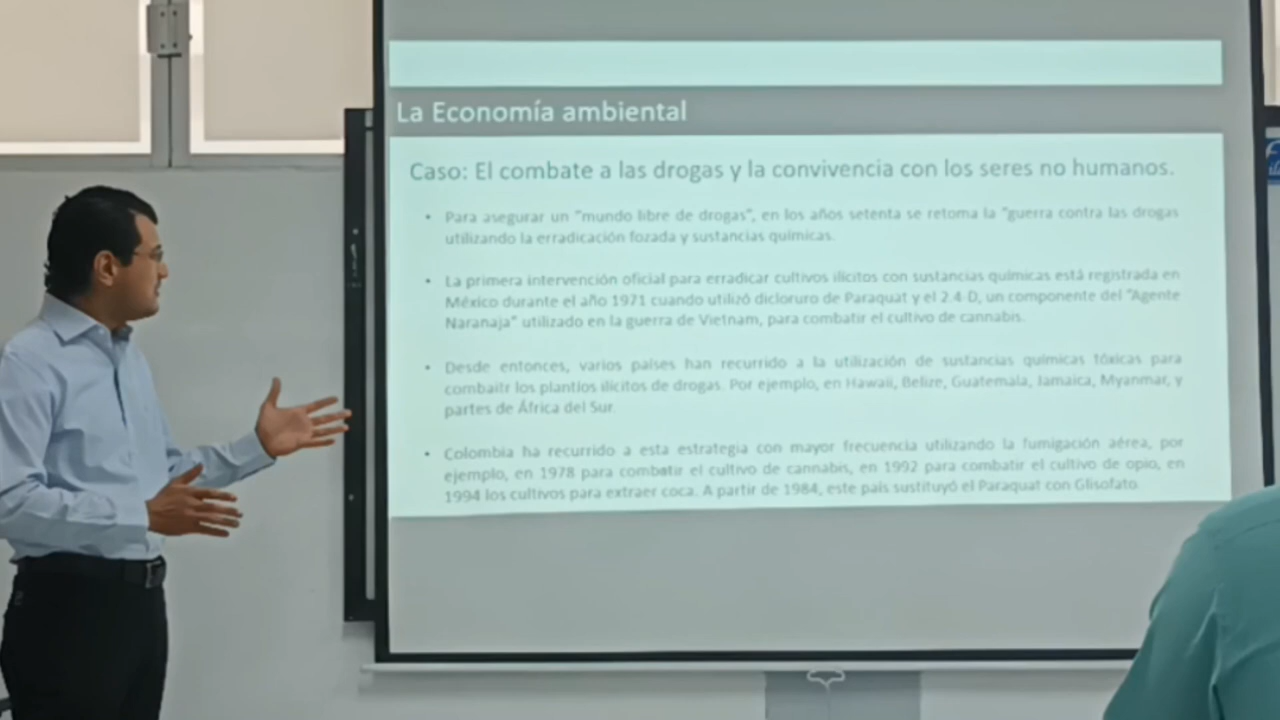 La Economía ambiental
Caso: El combate a las drogas y la convivencia con los seres no humanos.
• Para asegurar un "mundo libre de drogas", en los años setenta se retoma la "guerra contra las drogas
utilizando la erradicación fozada y sustancias químicas.
• La primera intervención oficial para erradicar cultivos ilícitos con sustancias químicas está registrada en
México durante el año 1971 cuando utilizó dicloruro de Paraquat y el 2.4-D, un componente del "Agente
Naranaja" utilizado en la guerra de Vietnam, para combatir el cultivo de cannabis.
• Desde entonces, varios países han recurrido a la utilización de sustancias químicas tóxicas para
combaitr los plantíos ilícitos de drogas. Por ejemplo, en Hawaii, Belize, Guatemala, Jamaica, Myanmar, y
partes de África del Sur.
• Colombia ha recurrido a esta estrategia con mayor frecuencia utilizando la fumigación aérea, por
ejemplo, en 1978 para combatir el cultivo de cannabis, en 1992 para combatir el cultivo de opio, en
1994 los cultivos para extraer coca. A partir de 1984, este país sustituyó el Paraquat con Glisofato.